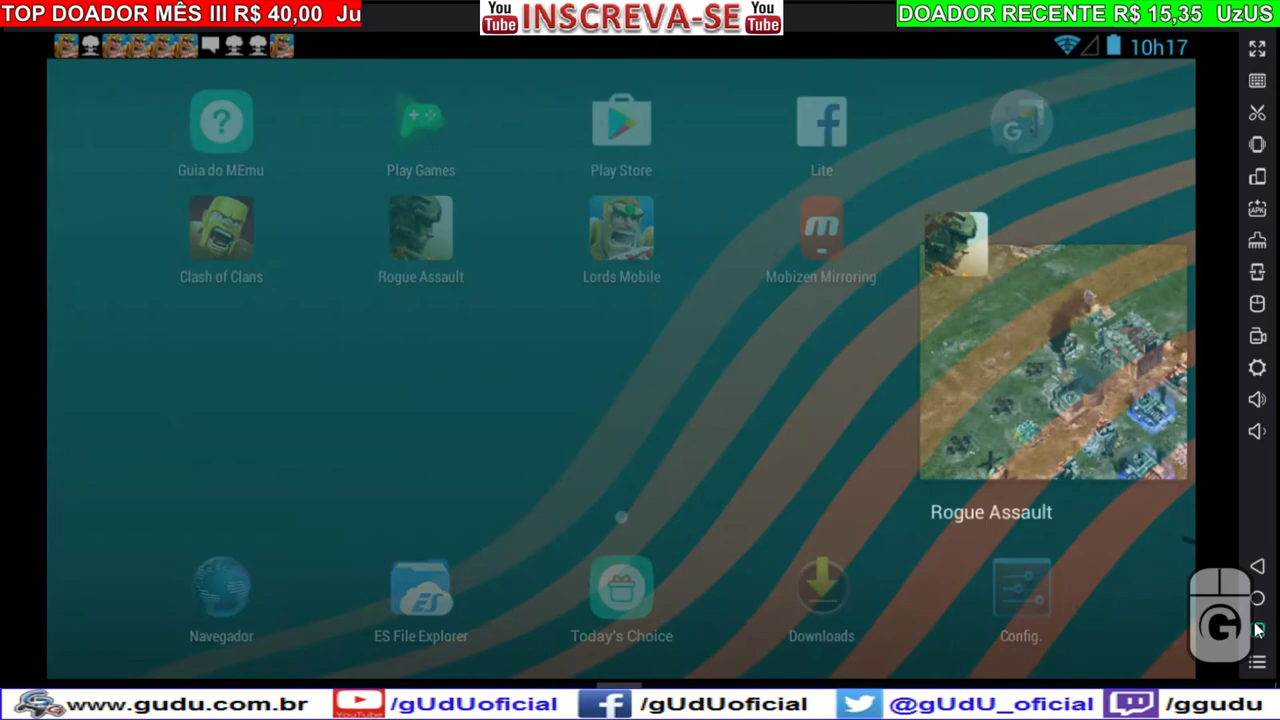 TOP DOADOR MÊS III R$ 40,00 Ju
You Tube INSCREVA-SE You Tube
DOADOR RECENTE R$ 15,35 UzUS
10h17
Guia do MEmu
Play Games
Play Store
Lite
G
Clash of Clans
Rogue Assault
Lords Mobile
Mobizen Mirroring
APK
Rogue Assault
Navegador
ES File Explorer
Today's Choice
Downloads
Config.
G
www.gudu.com.br
YouTube /gUdUoficial
/gUdUoficial
@gUdU_oficial
/ggudu